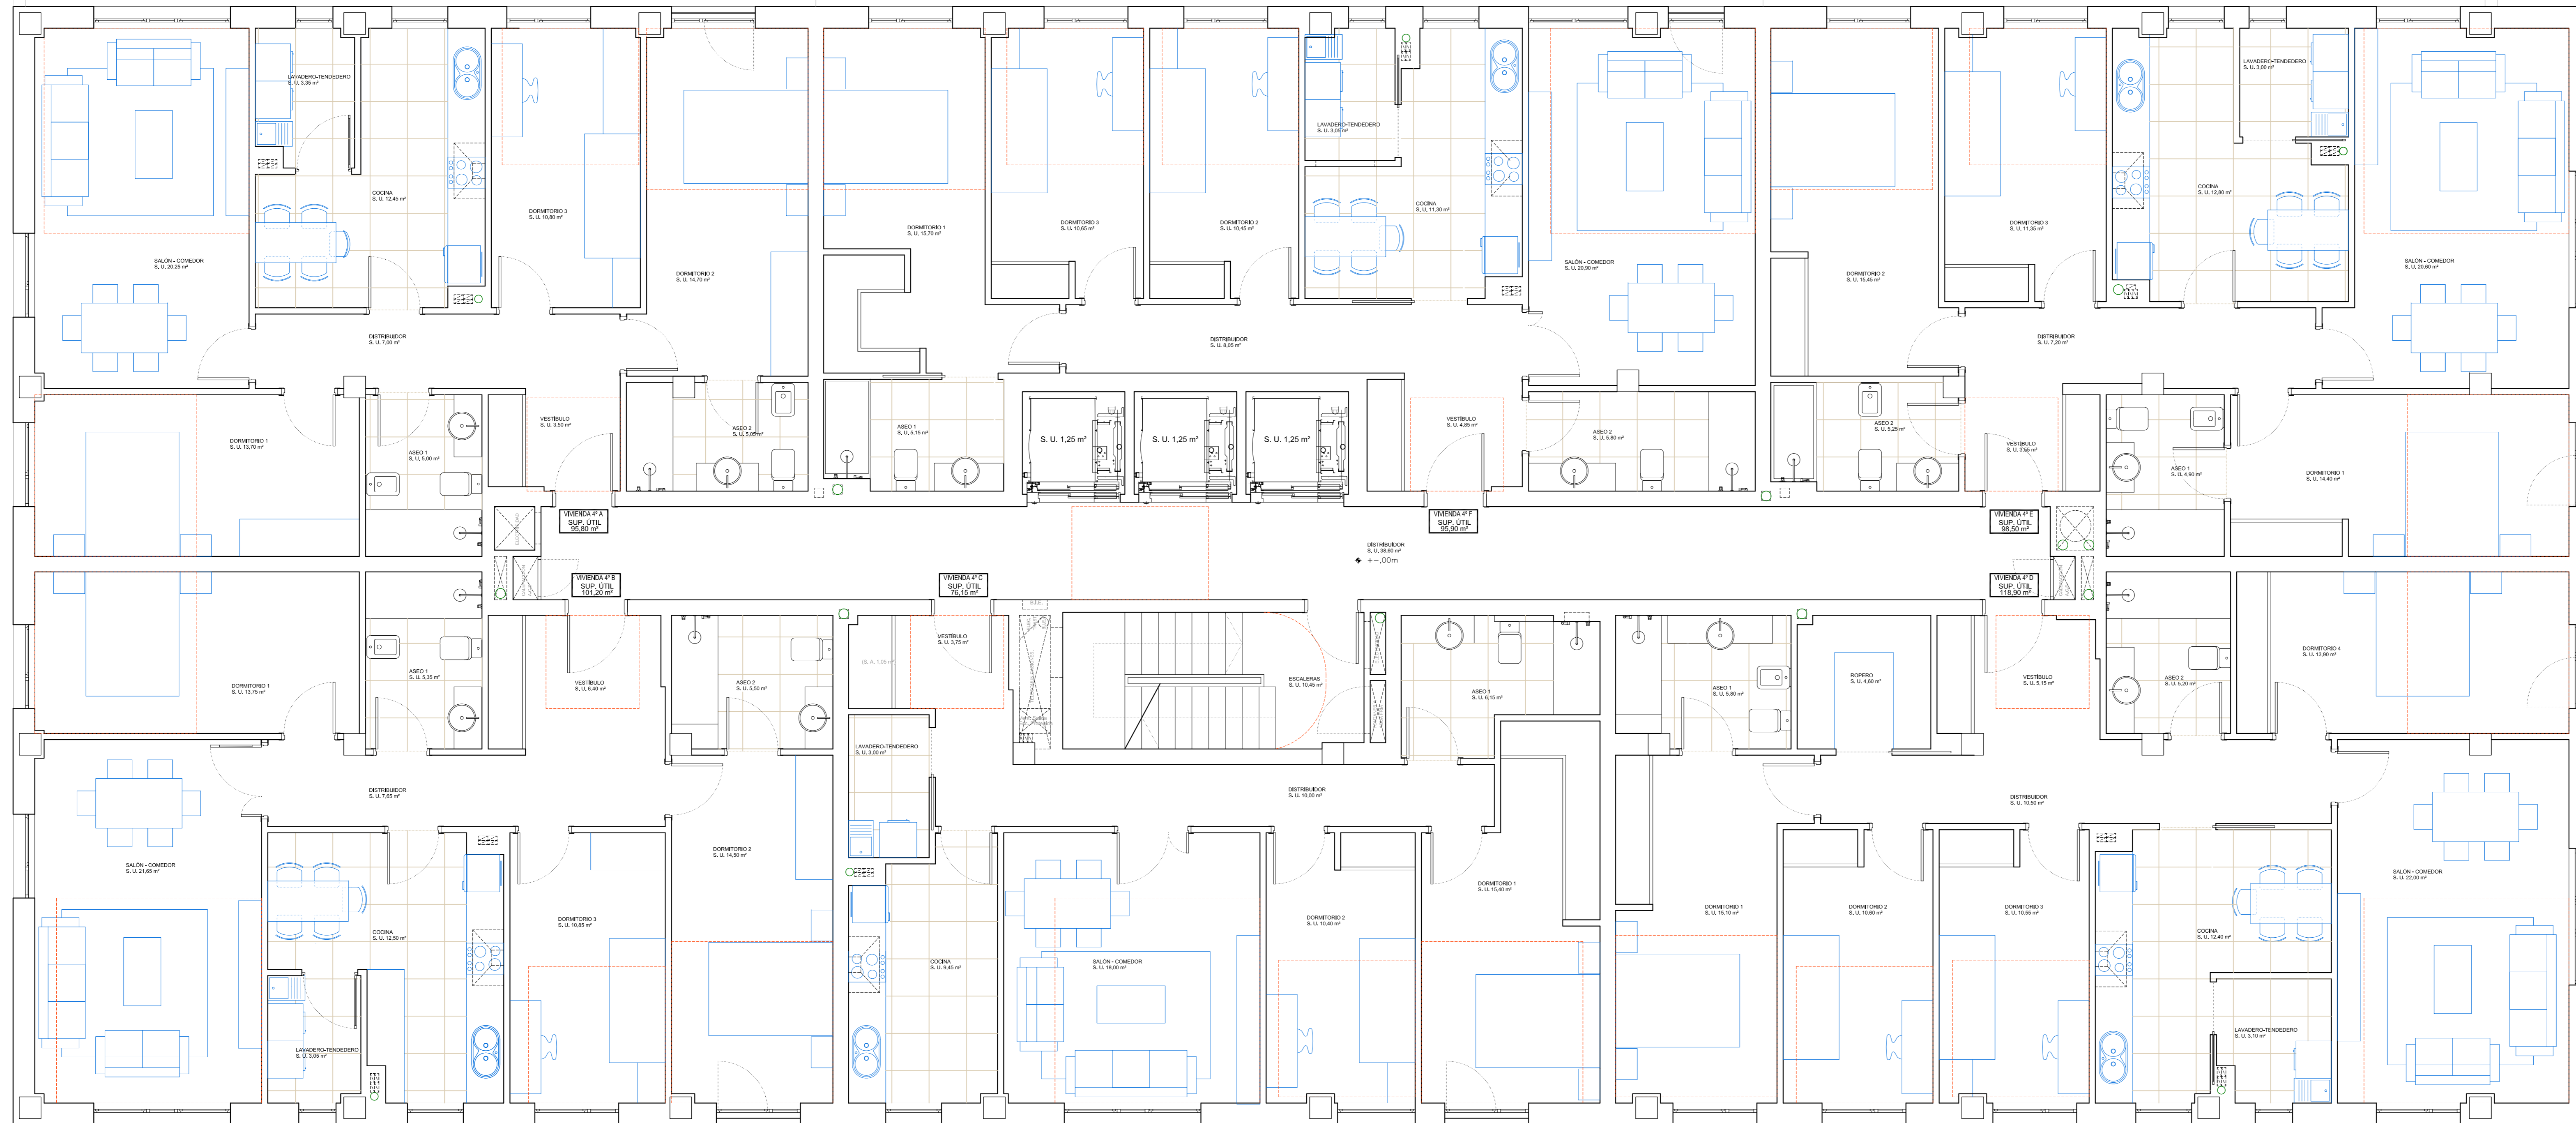 LAVADERO-TENDEDERO
S. U. 3,35 m²
COCINA
S. U. 12,45 m²
DORMITORIO 3
S. U. 10,80 m²
SALÓN - COMEDOR
S. U. 20,25 m²
DORMITORIO 2
S. U. 14,70 m²
DISTRIBUIDOR
S. U. 7,00 m²
DORMITORIO 1
S. U. 13,70 m²
ASEO 1
S. U. 5,00 m²
VESTÍBULO
S. U. 3,50 m²
ASEO 2
S. U. 5,05 m²
VIVIENDA 4º A
SUP. ÚTIL
95,80 m²
DORMITORIO 1
S. U. 15,70 m²
DORMITORIO 3
S. U. 10,65 m²
DORMITORIO 2
S. U. 10,45 m²
LAVADERO-TENDEDERO
S. U. 3,05 m²
COCINA
S. U. 11,30 m²
SALÓN - COMEDOR
S. U. 20,90 m²
DISTRIBUIDOR
S. U. 8,05 m²
ASEO 1
S. U. 5,15 m²
S. U. 1,25 m²
S. U. 1,25 m²
S. U. 1,25 m²
VESTÍBULO
S. U. 4,85 m²
ASEO 2
S. U. 5,80 m²
VIVIENDA 4º F
SUP. ÚTIL
95,90 m²
DORMITORIO 2
S. U. 15,45 m²
DORMITORIO 3
S. U. 11,35 m²
LAVADERO-TENDEDERO
S. U. 3,00 m²
COCINA
S. U. 12,80 m²
SALÓN - COMEDOR
S. U. 20,60 m²
DISTRIBUIDOR
S. U. 7,20 m²
ASEO 2
S. U. 5,25 m²
VESTÍBULO
S. U. 3,55 m²
ASEO 1
S. U. 4,90 m²
DORMITORIO 1
S. U. 14,40 m²
VIVIENDA 4º E
SUP. ÚTIL
98,50 m²
DISTRIBUIDOR
S. U. 38,60 m²
+-,00m
VIVIENDA 4º B
SUP. ÚTIL
101,20 m²
VIVIENDA 4º C
SUP. ÚTIL
76,15 m²
VIVIENDA 4º D
SUP. ÚTIL
118,90 m²
DORMITORIO 1
S. U. 13,75 m²
ASEO 1
S. U. 5,35 m²
VESTÍBULO
S. U. 6,40 m²
ASEO 2
S. U. 5,50 m²
DISTRIBUIDOR
S. U. 7,65 m²
SALÓN - COMEDOR
S. U. 21,65 m²
COCINA
S. U. 12,50 m²
LAVADERO-TENDEDERO
S. U. 3,05 m²
DORMITORIO 3
S. U. 10,85 m²
DORMITORIO 2
S. U. 14,50 m²
VESTÍBULO
S. U. 3,75 m²
(S. A. 1,05 m²
LAVADERO-TENDEDERO
S. U. 3,00 m²
ESCALERAS
S. U. 10,45 m²
ASEO 1
S. U. 6,15 m²
DISTRIBUIDOR
S. U. 10,00 m²
COCINA
S. U. 9,45 m²
SALÓN - COMEDOR
S. U. 18,00 m²
DORMITORIO 2
S. U. 10,40 m²
DORMITORIO 1
S. U. 15,40 m²
ASEO 1
S. U. 5,80 m²
ROPERO
S. U. 4,60 m²
VESTÍBULO
S. U. 5,15 m²
ASEO 2
S. U. 5,20 m²
DORMITORIO 4
S. U. 13,90 m²
DISTRIBUIDOR
S. U. 10,50 m²
DORMITORIO 1
S. U. 15,10 m²
DORMITORIO 2
S. U. 10,60 m²
DORMITORIO 3
S. U. 10,55 m²
COCINA
S. U. 12,40 m²
LAVADERO-TENDEDERO
S. U. 3,10 m²
SALÓN - COMEDOR
S. U. 22,00 m²